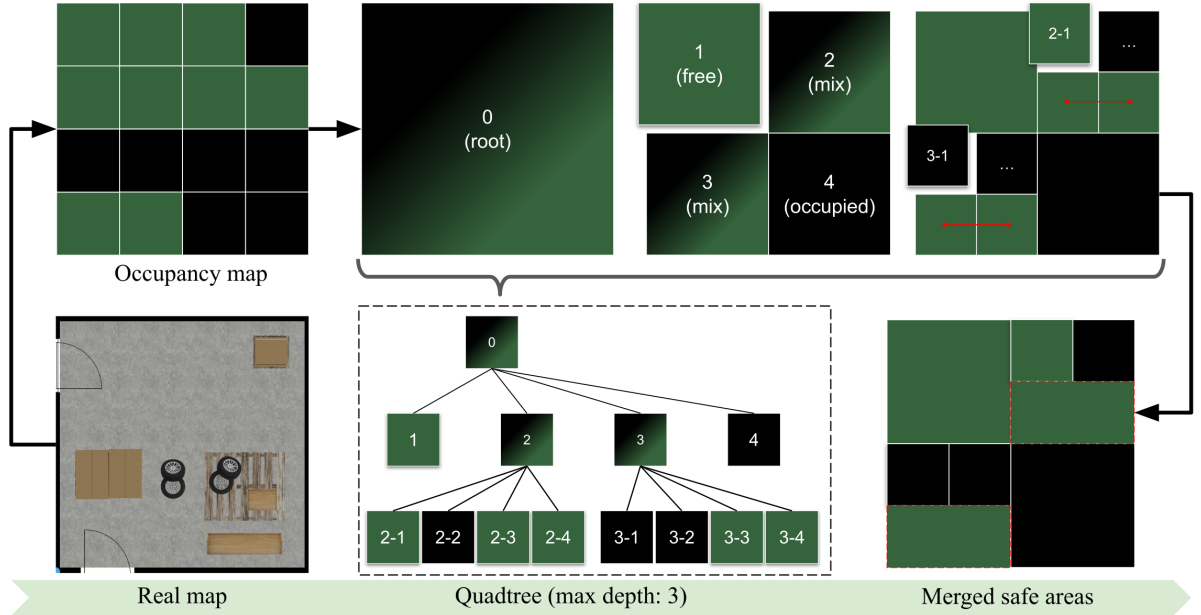 Occupancy map
0
(root)
1
(free)
2
(mix)
3
(mix)
4
(occupied)
2-1
...
3-1
...
0
1
2
3
4
2-1
2-2
2-3
2-4
3-1
3-2
3-3
3-4
Real map
Quadtree (max depth: 3)
Merged safe areas